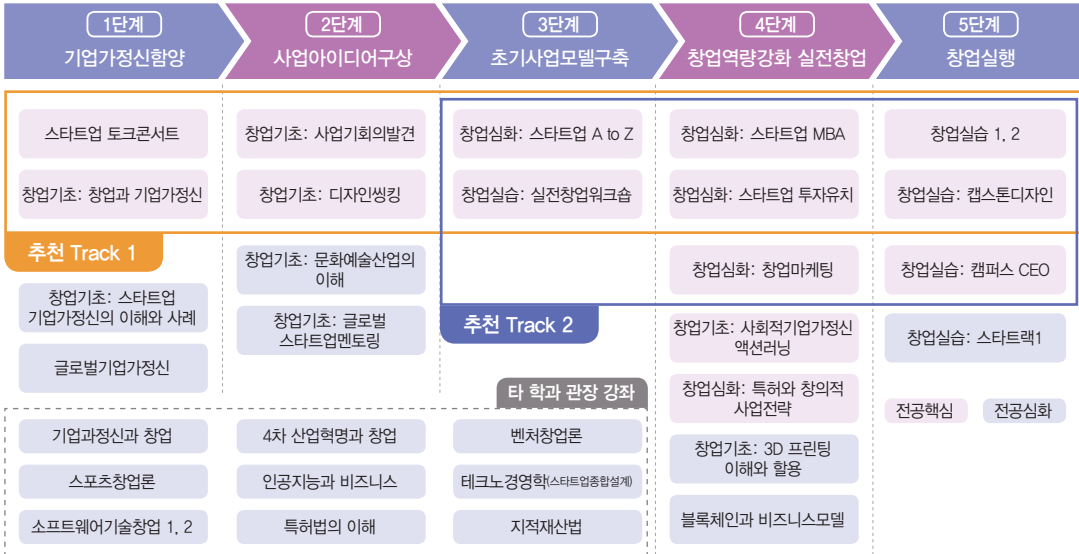 1단계
기업가정신함양
2단계
사업아이디어구상
3단계
초기사업모델구축
4단계
창업역량강화 실전창업
5단계
창업실행
스타트업 토크콘서트
창업기초: 사업기회의발견
창업심화: 스타트업 A to Z
창업심화: 스타트업 MBA
창업실습 1, 2
창업기초: 창업과 기업가정신
창업기초: 디자인씽킹
창업실습: 실전창업워크숍
창업심화: 스타트업 투자유치
창업실습: 캡스톤디자인
추천 Track 1
창업기초: 문화예술산업의
이해
창업심화: 창업마케팅
창업실습: 캠퍼스 CEO
창업기초: 스타트업
기업가정신의 이해와 사례
창업기초: 글로벌
스타트업멘토링
추천 Track 2
창업기초: 사회적기업가정신
액션러닝
창업실습: 스타트랙1
글로벌기업가정신
타 학과 관장 강좌
창업심화: 특허와 창의적
사업전략
전공핵심
전공심화
기업과정신과 창업
4차 산업혁명과 창업
벤처창업론
창업기초: 3D 프린팅
이해와 할용
스포츠창업론
인공지능과 비즈니스
테크노경영학(스타트업종합설계)
소프트웨어기술창업 1, 2
특허법의 이해
지적재산법
블록체인과 비즈니스모델